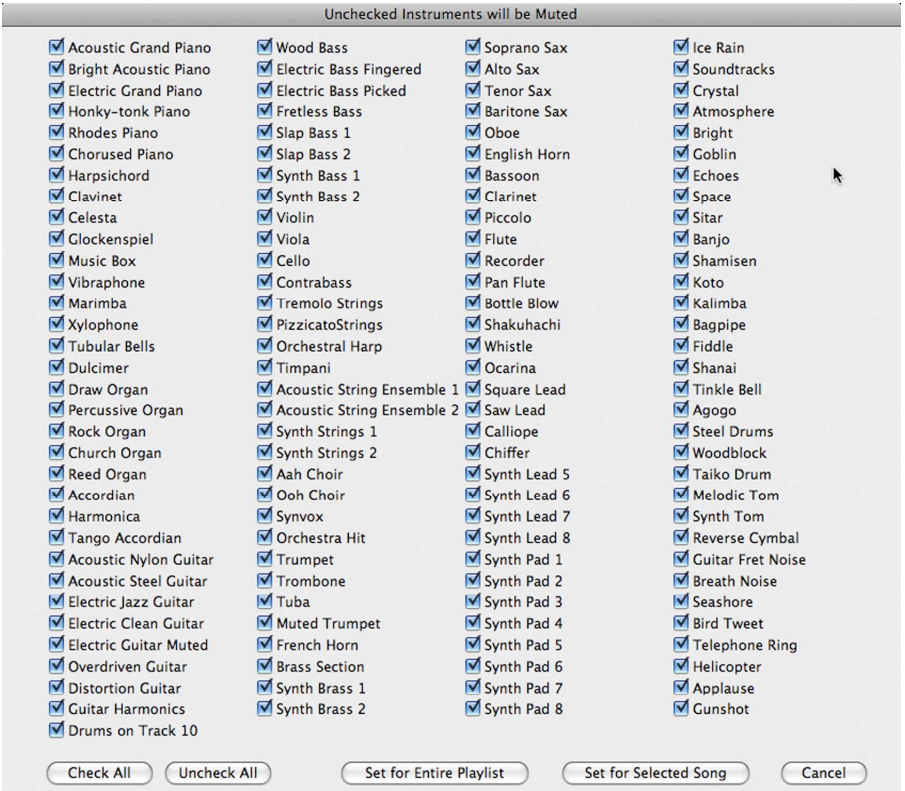 Unchecked Instruments will be Muted
Acoustic Grand Piano
Bright Acoustic Piano
Electric Grand Piano
Honky-tonk Piano
Rhodes Piano
Chorused Piano
Harpsichord
Clavinet
Celesta
Glockenspiel
Music Box
Vibraphone
Marimba
Xylophone
Tubular Bells
Dulcimer
Draw Organ
Percussive Organ
Rock Organ
Church Organ
Reed Organ
Accordian
Harmonica
Tango Accordian
Acoustic Nylon Guitar
Acoustic Steel Guitar
Electric Jazz Guitar
Electric Clean Guitar
Electric Guitar Muted
Overdriven Guitar
Distortion Guitar
Guitar Harmonics
Drums on Track 10
Wood Bass
Electric Bass Fingered
Electric Bass Picked
Fretless Bass
Slap Bass 1
Slap Bass 2
Synth Bass 1
Synth Bass 2
Violin
Viola
Cello
Contrabass
Tremolo Strings
PizzicatoStrings
Orchestral Harp
Timpani
Acoustic String Ensemble 1
Acoustic String Ensemble 2
Synth Strings 1
Synth Strings 2
Aah Choir
Ooh Choir
Synvox
Orchestra Hit
Trumpet
Trombone
Tuba
Muted Trumpet
French Horn
Brass Section
Synth Brass 1
Synth Brass 2
Soprano Sax
Alto Sax
Tenor Sax
Baritone Sax
Oboe
English Horn
Bassoon
Clarinet
Piccolo
Flute
Recorder
Pan Flute
Bottle Blow
Shakuhachi
Whistle
Ocarina
Square Lead
Saw Lead
Calliope
Chiffer
Synth Lead 5
Synth Lead 6
Synth Lead 7
Synth Lead 8
Synth Pad 1
Synth Pad 2
Synth Pad 3
Synth Pad 4
Synth Pad 5
Synth Pad 6
Synth Pad 7
Synth Pad 8
Ice Rain
Soundtracks
Crystal
Atmosphere
Bright
Goblin
Echoes
Space
Sitar
Banjo
Shamisen
Koto
Kalimba
Bagpipe
Fiddle
Shanai
Tinkle Bell
Agogo
Steel Drums
Woodblock
Taiko Drum
Melodic Tom
Synth Tom
Reverse Cymbal
Guitar Fret Noise
Breath Noise
Seashore
Bird Tweet
Telephone Ring
Helicopter
Applause
Gunshot
Check All
Uncheck All
Set for Entire Playlist
Set for Selected Song
Cancel